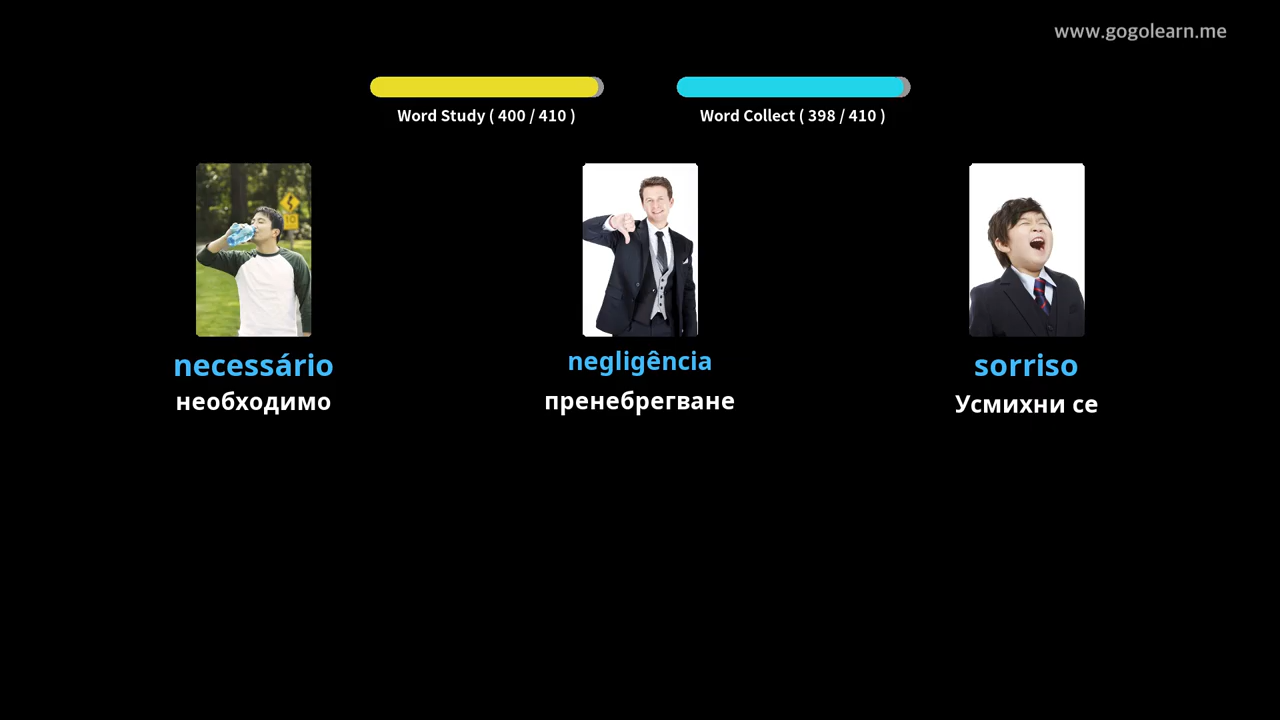 www.gogolearn.me
Word Study ( 400 / 410 )
Word Collect ( 398 / 410 )
necessário
необходимо
negligência
пренебрегване
sorriso
Усмихни се